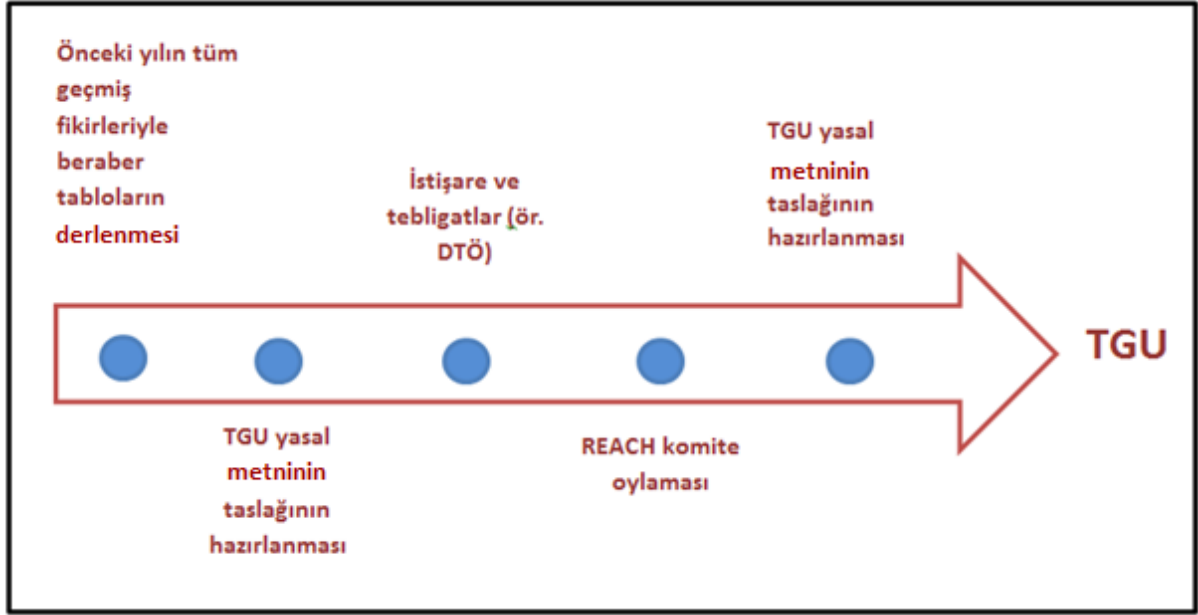 Önceki yılın tüm
geçmiş
fikirleriyle
beraber
tabloların
derlenmesi
TGU yasal
metninin
taslağının
hazırlanması
İstişare ve
tebligatlar (ör.
DTÖ)
REACH komite
oylaması
TGU yasal
metninin
taslağının
hazırlanması
TGU